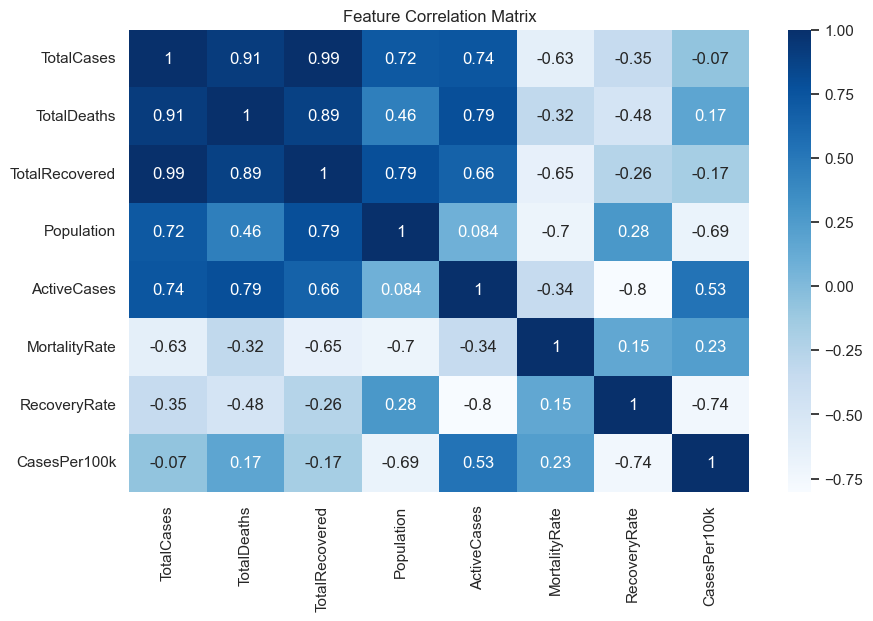 Feature Correlation Matrix
TotalCases 1 0.91 0.99 0.72 0.74 -0.63 -0.35 -0.07
TotalDeaths 0.91 1 0.89 0.46 0.79 -0.32 -0.48 0.17
TotalRecovered 0.99 0.89 1 0.79 0.66 -0.65 -0.26 -0.17
Population 0.72 0.46 0.79 1 0.084 -0.7 0.28 -0.69
ActiveCases 0.74 0.79 0.66 0.084 1 -0.34 -0.8 0.53
MortalityRate -0.63 -0.32 -0.65 -0.7 -0.34 1 0.15 0.23
RecoveryRate -0.35 -0.48 -0.26 0.28 -0.8 0.15 1 -0.74
CasesPer100k -0.07 0.17 -0.17 -0.69 0.53 0.23 -0.74 1
TotalCases
TotalDeaths
TotalRecovered
Population
ActiveCases
MortalityRate
RecoveryRate
CasesPer100k
1.00
0.75
0.50
0.25
0.00
−0.25
−0.50
−0.75